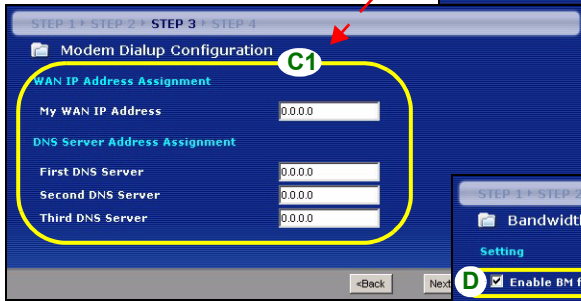 STEP 1 › STEP 2 › STEP 3 › STEP 4
Modem Dialup Configuration
C1
WAN IP Address Assignment
My WAN IP Address 0.0.0.0
DNS Server Address Assignment
First DNS Server 0.0.0.0
Second DNS Server 0.0.0.0
Third DNS Server 0.0.0.0
<Back Next
STEP 1 › STEP 2
Bandwidt
Setting
D Enable BM f